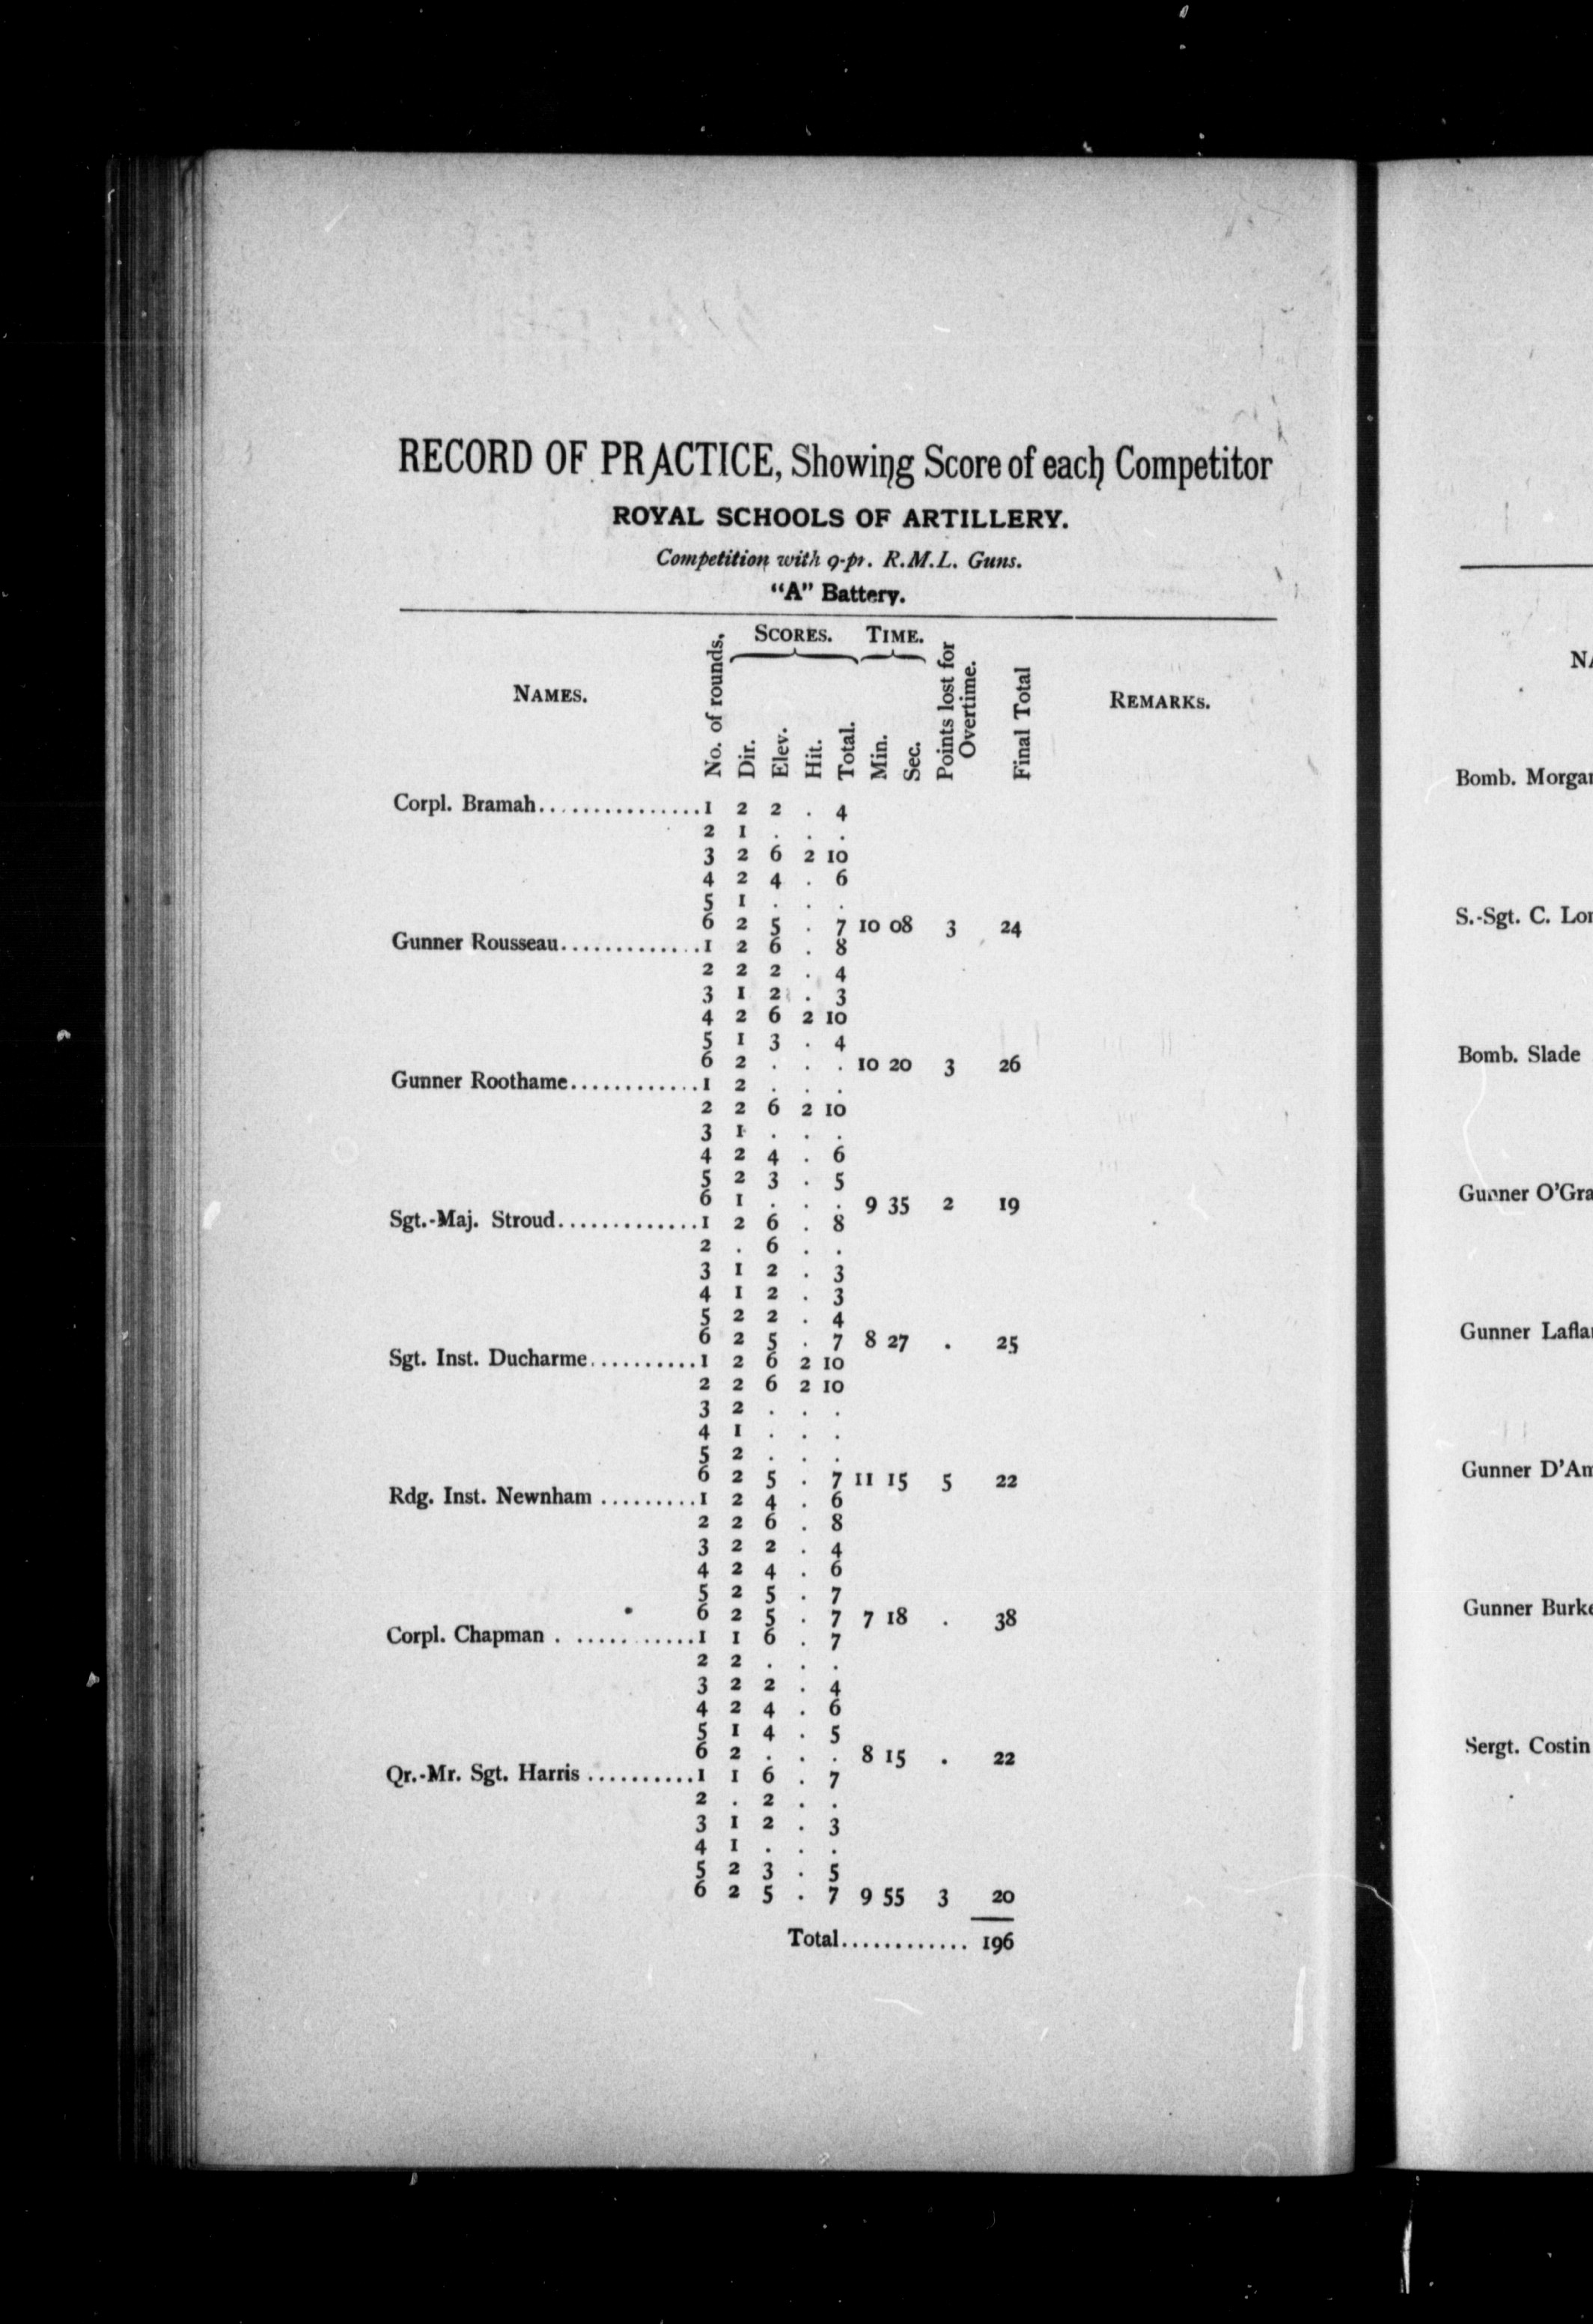 RECORD OF PRACTICE, Showing Score of each Competitor
ROYAL SCHOOLS OF ARTILLERY.
Competition with 9-pr. R.M.L. Guns.
"A" Battery.
NAMES. No. of rounds. SCORES. TIME. Points lost for Overtime. Final Total REMARKS.
Dir. Elev. Hit. Total. Min. Sec.
Corpl. Bramah................1 2 2 . 4
2 1 . . .
3 2 6 2 10
4 2 4 . 6
5 1 . . .
6 2 5 . 7 10 08 3 24
Gunner Rousseau..............1 2 6 . 8
2 2 2 . 4
3 1 2 . 3
4 2 6 2 10
5 1 3 . 4
6 2 . . . 10 20 3 26
Gunner Roothame............1 2 . . .
2 2 6 2 10
3 1 . . .
4 2 4 . 6
5 2 3 . 5
6 1 . . . 9 35 2 19
Sgt.-Maj. Stroud.............1 2 6 . 8
2 . 6 . .
3 1 2 . 3
4 1 2 . 3
5 2 2 . 4
6 2 5 . 7 8 27 . 25
Sgt. Inst. Ducharme..........1 2 6 2 10
2 2 6 2 10
3 2 . . .
4 1 . . .
5 2 . . .
6 2 5 . 7 11 15 5 22
Rdg. Inst. Newnham .........1 2 4 . 6
2 2 6 . 8
3 2 2 . 4
4 2 4 . 6
5 2 5 . 7
6 2 5 . 7 7 18 . 38
Corpl. Chapman . ...........1 1 6 . 7
2 2 . . .
3 2 2 . 4
4 2 4 . 6
5 1 4 . 5
6 2 . . . 8 15 . 22
Qr.-Mr. Sgt. Harris ..........1 1 6 . 7
2 . 2 . .
3 1 2 . 3
4 1 . . .
5 2 3 . 5
6 2 5 . 7 9 55 3 20
Total............ 196
Bomb.
S.-Sgt. C.
Bomb. Slade
Gunner
Gunner
Gunner
Gunner
Sergt. Costin